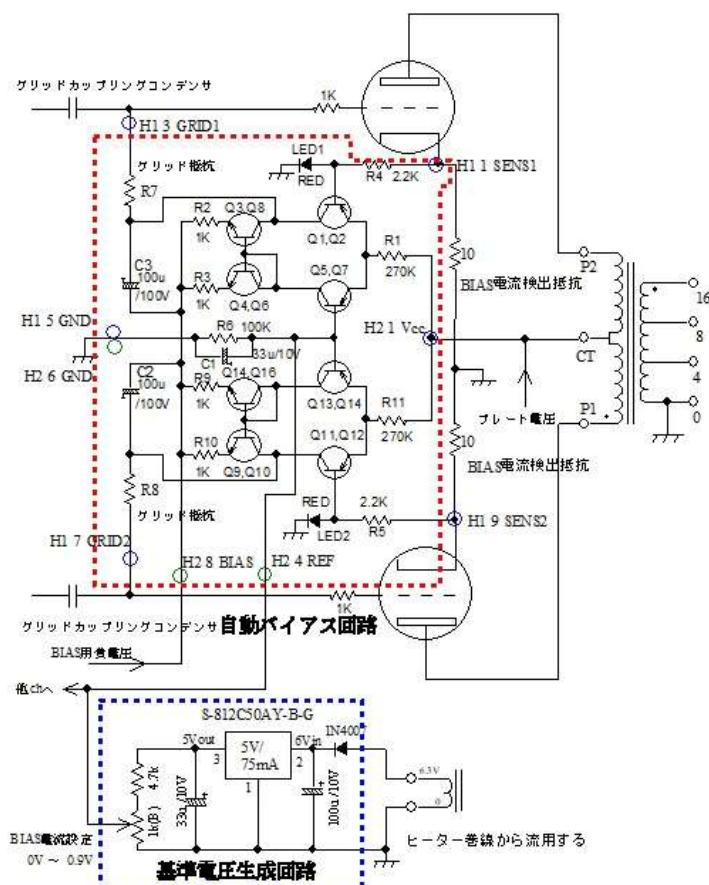 グリッドカップリングコンデンサ
1K
H1 3 GRID1
グリッド抵抗
LED1
RED
R4
2.2K
H1 1 SENS1
R7
R2
1K
Q3,Q8
Q1,Q2
R1
270K
10
BIAS電流検出抵抗
P2
16
C3
100u
/100V
R3
1K
Q4,Q6
Q5,Q7
H1 5 GND
R6
100K
H2 1 Vcc
8
H2 6 GND
C1
33u/10V
CT
C2
100u
/100V
R9
1K
Q14,Q16
Q13,Q14
R11
270K
プレート電圧
4
P1
0
R10
1K
Q9,Q10
Q11,Q12
10
BIAS電流検出抵抗
R8
グリッド抵抗
RED
LED2
2.2K
R5
H1 9 SENS2
H1 7 GRID2
H2 8 BIAS
H2 4 REF
1K
グリッドカップリングコンデンサ
自動バイアス回路
BIAS用負電圧
他chへ
S-812C50AY-B-G
5Vout
3
5V/
75mA
6Vin
2
1
4.7k
33u/10V
100u/10V
6.3V
0
1k(B)
BIAS電流設定
0V ～ 0.9V
ヒーター巻線から流用する
基準電圧生成回路